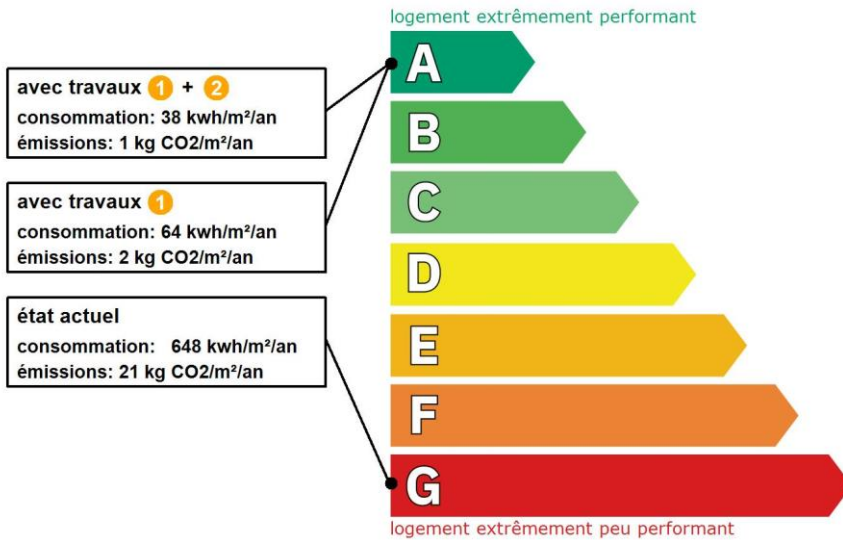 logement extrêmement performant
avec travaux 1 + 2
consommation: 38 kwh/m²/an
émissions: 1 kg CO2/m²/an
avec travaux 1
consommation: 64 kwh/m²/an
émissions: 2 kg CO2/m²/an
état actuel
consommation: 648 kwh/m²/an
émissions: 21 kg CO2/m²/an
A
B
C
D
E
F
G
logement extrêmement peu performant